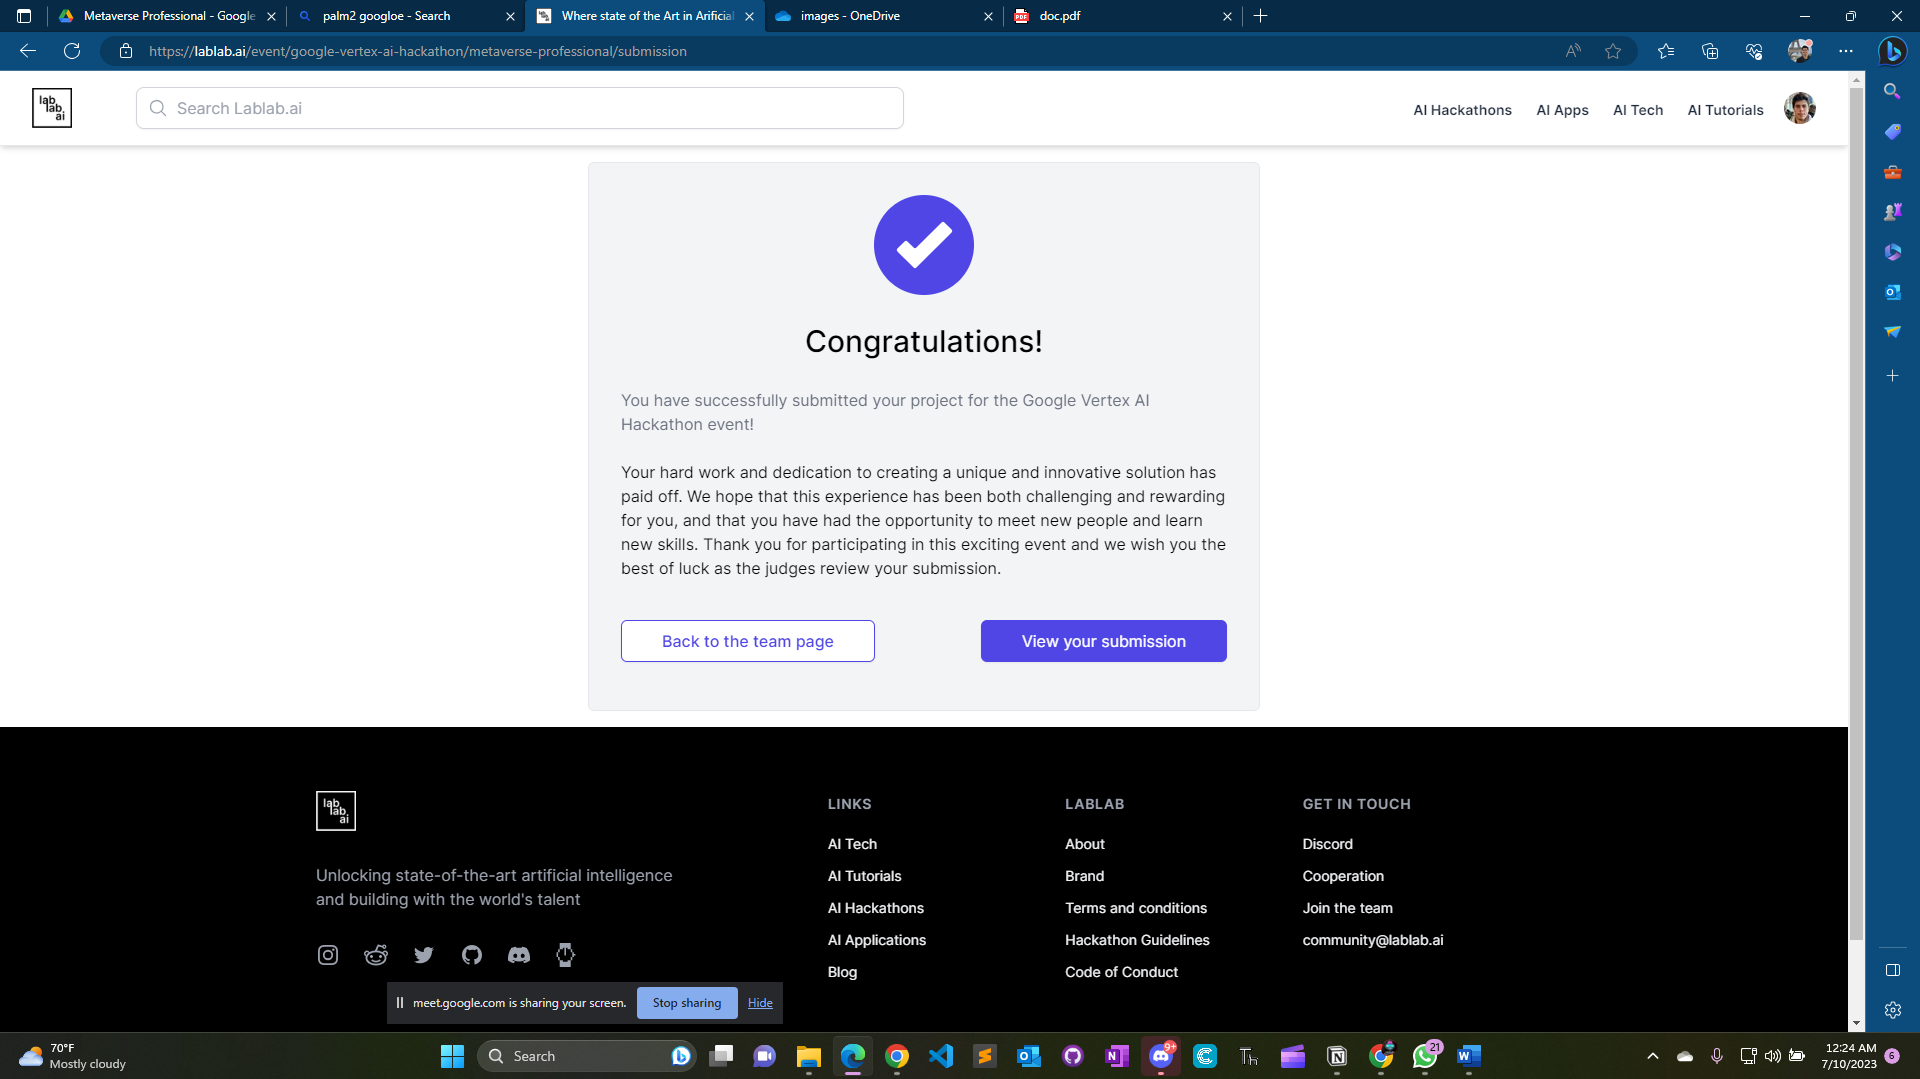 Metaverse Professional - Google
palm2 googloe - Search
Where state of the Art in Arificial
images - OneDrive
doc.pdf
https://lablab.ai/event/google-vertex-ai-hackathon/metaverse-professional/submission
lab
lab.
ai
Search Lablab.ai
AI Hackathons
AI Apps
AI Tech
AI Tutorials
Congratulations!
You have successfully submitted your project for the Google Vertex AI
Hackathon event!
Your hard work and dedication to creating a unique and innovative solution has
paid off. We hope that this experience has been both challenging and rewarding
for you, and that you have had the opportunity to meet new people and learn
new skills. Thank you for participating in this exciting event and we wish you the
best of luck as the judges review your submission.
Back to the team page
View your submission
lab
lab.
ai
Unlocking state-of-the-art artificial intelligence
and building with the world's talent
LINKS
AI Tech
AI Tutorials
AI Hackathons
AI Applications
Blog
LABLAB
About
Brand
Terms and conditions
Hackathon Guidelines
Code of Conduct
GET IN TOUCH
Discord
Cooperation
Join the team
community@lablab.ai
meet.google.com is sharing your screen.
Stop sharing
Hide
70°F
Mostly cloudy
Search
9+
21
12:24 AM
7/10/2023
6